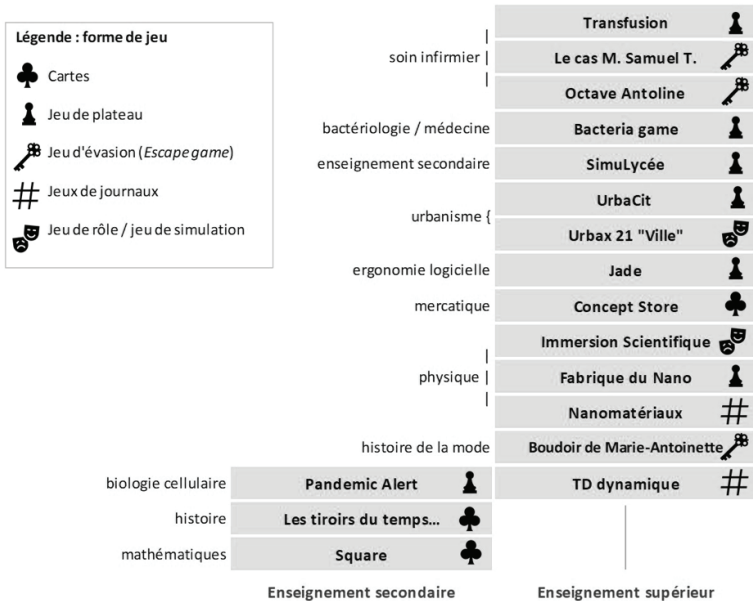 Légende : forme de jeu
Cartes
Jeu de plateau
Jeu d'évasion (Escape game)
Jeux de journaux
Jeu de rôle / jeu de simulation
Transfusion
soin infirmier | Le cas M. Samuel T.
Octave Antoline
bactériologie / médecine Bacteria game
enseignement secondaire SimuLycée
UrbaCit
urbanisme {
Urbax 21 "Ville"
ergonomie logicielle Jade
mercatique Concept Store
Immersion Scientifique
physique | Fabrique du Nano
Nanomatériaux
histoire de la mode Boudoir de Marie-Antoinette
biologie cellulaire Pandemic Alert TD dynamique
histoire Les tiroirs du temps...
mathématiques Square
Enseignement secondaire Enseignement supérieur